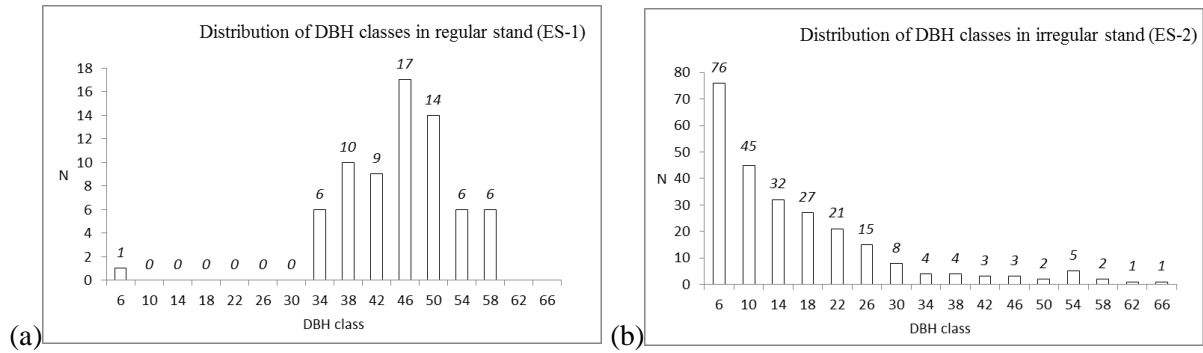 Distribution of DBH classes in regular stand (ES-1)
18
16
14
12
10
8
6
4
2
0
N
1 0 0 0 0 0 0 6 10 9 17 14 6 6
6 10 14 18 22 26 30 34 38 42 46 50 54 58 62 66
DBH class
(a)
Distribution of DBH classes in irregular stand (ES-2)
80
70
60
50
40
30
20
10
0
N
76 45 32 27 21 15 8 4 4 3 3 2 5 2 1 1
6 10 14 18 22 26 30 34 38 42 46 50 54 58 62 66
DBH class
(b)